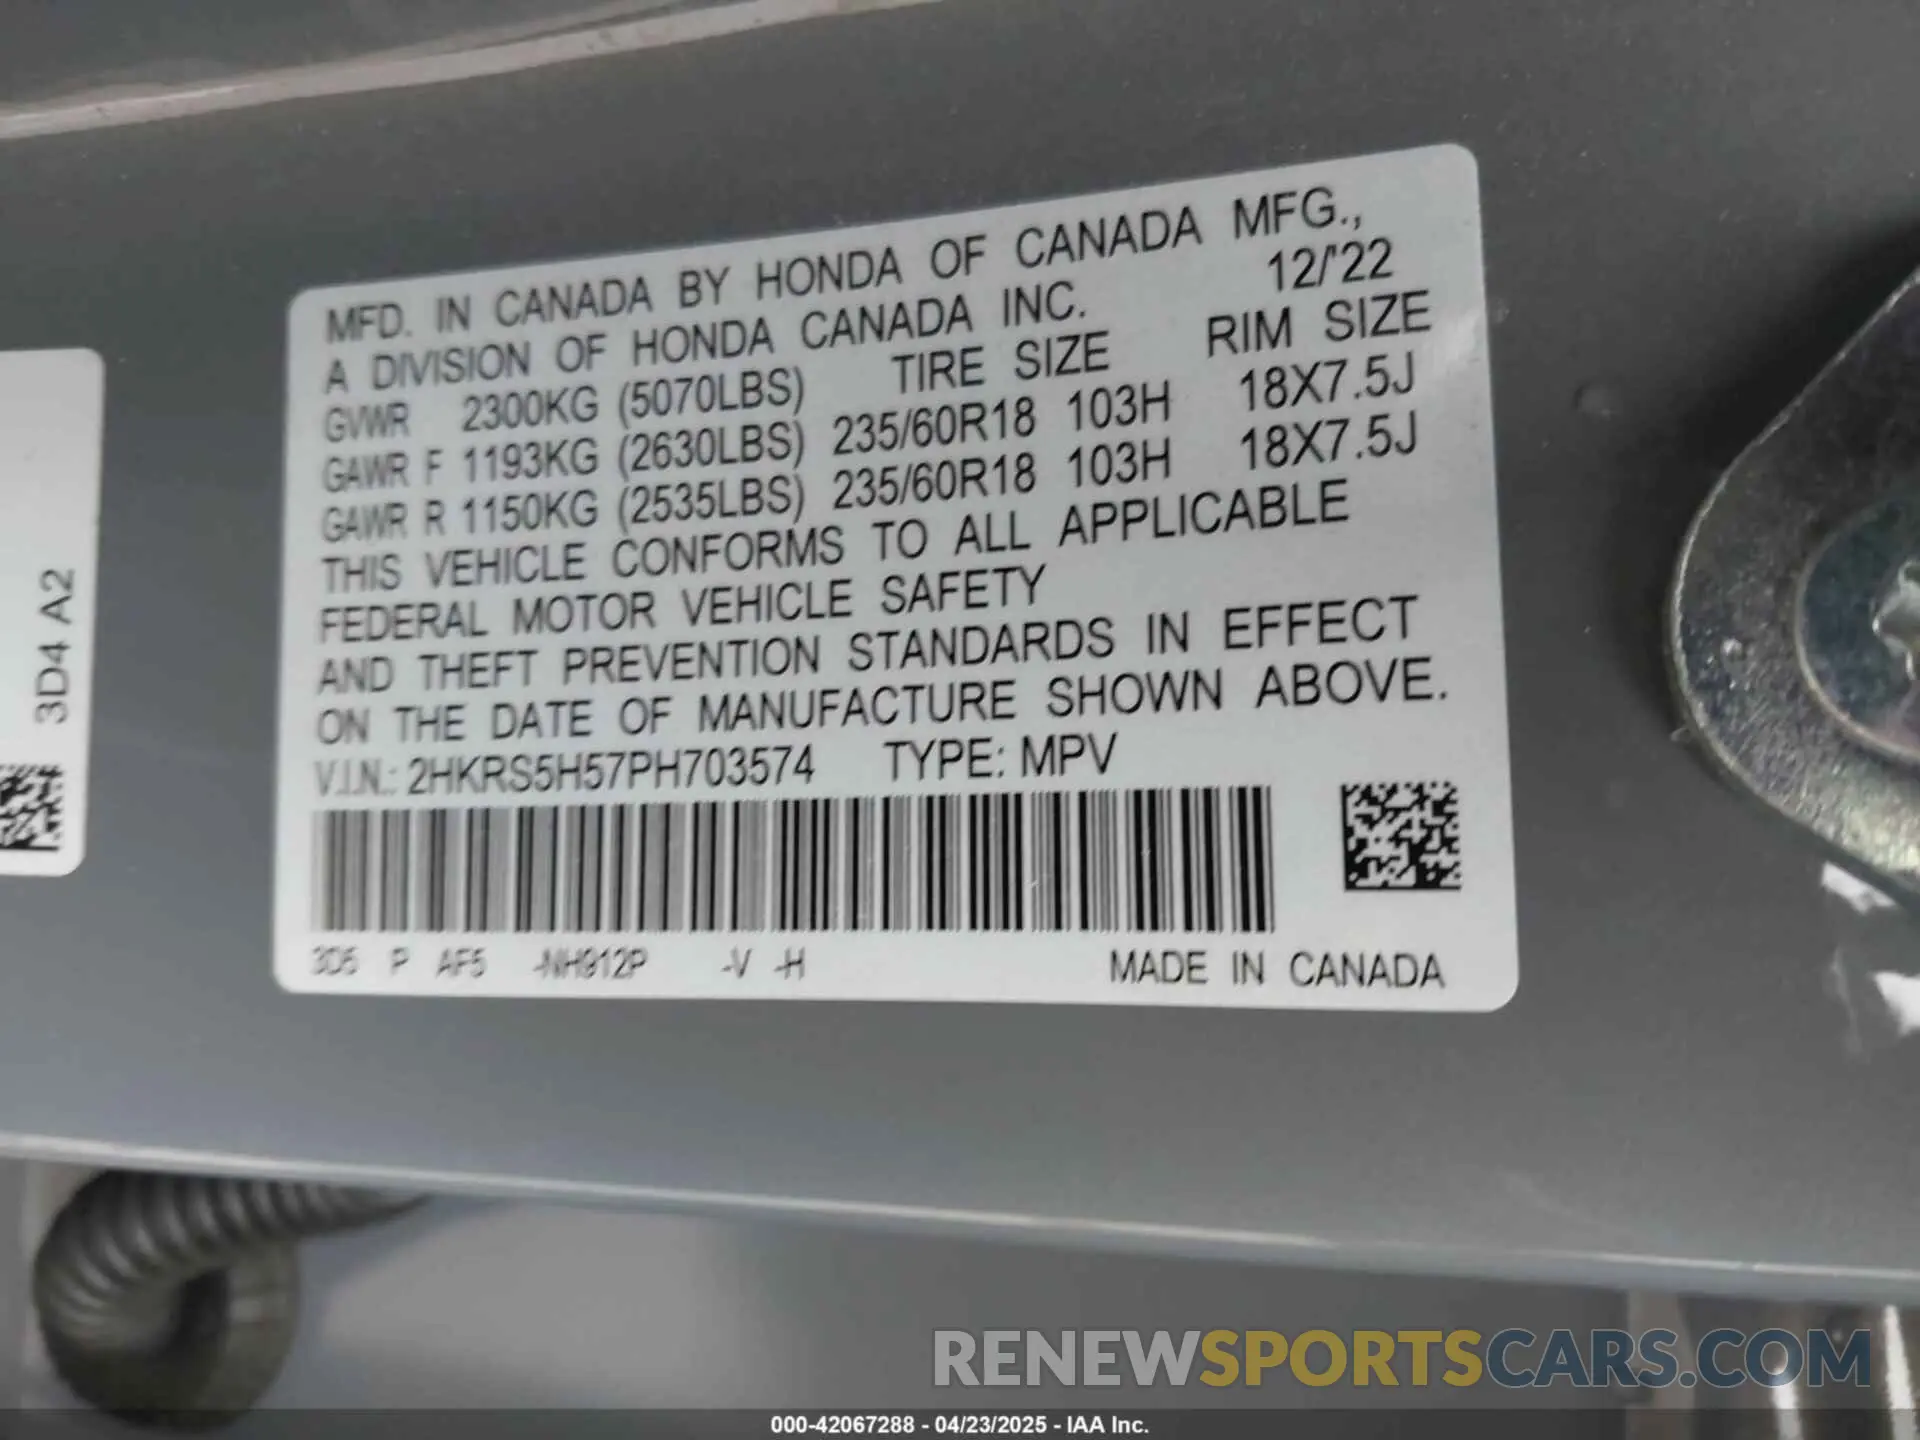 MFD. IN CANADA BY HONDA OF CANADA MFG.,
A DIVISION OF HONDA CANADA INC. 12/'22
GVWR 2300KG (5070LBS) TIRE SIZE RIM SIZE
GAWR F 1193KG (2630LBS) 235/60R18 103H 18X7.5J
GAWR R 1150KG (2535LBS) 235/60R18 103H 18X7.5J
THIS VEHICLE CONFORMS TO ALL APPLICABLE
FEDERAL MOTOR VEHICLE SAFETY
AND THEFT PREVENTION STANDARDS IN EFFECT
ON THE DATE OF MANUFACTURE SHOWN ABOVE.
V.I.N.: 2HKRS5H57PH703574 TYPE: MPV
P AF5 -NH912P -V -H MADE IN CANADA
3D4 A2
RENEWSPORTSCARS.COM
000-42067288 - 04/23/2025 - IAA Inc.